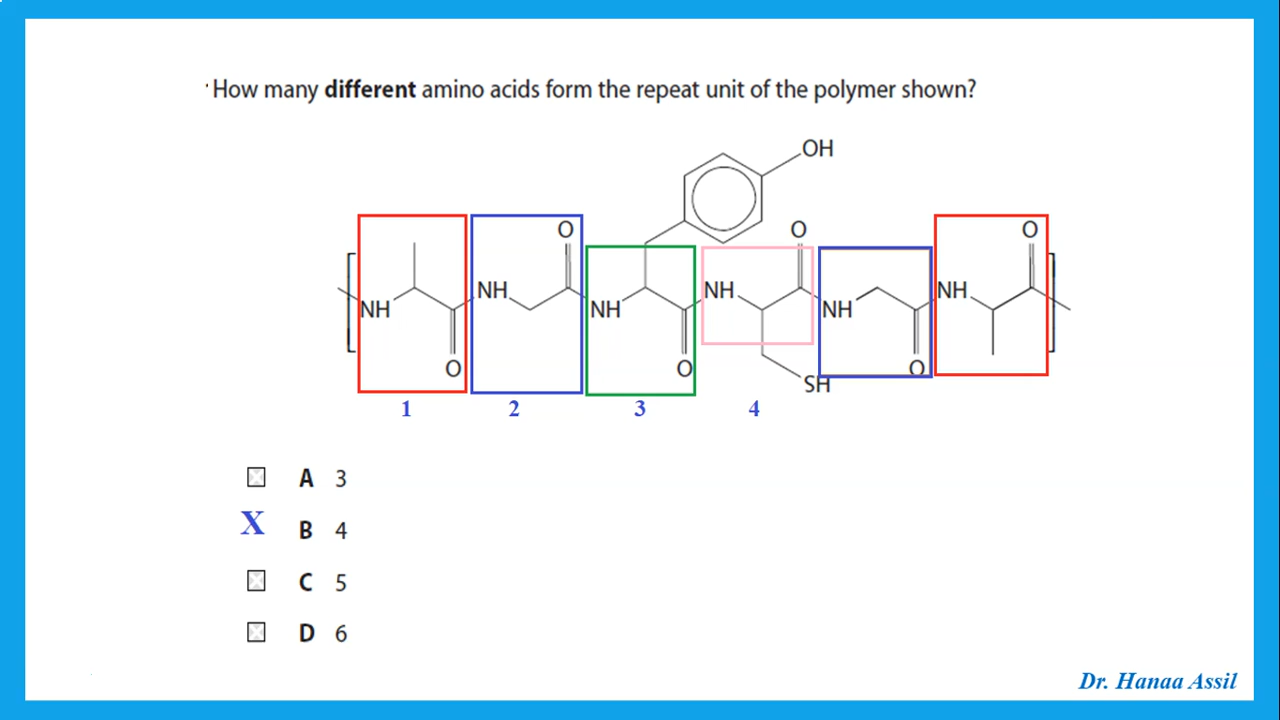 How many different amino acids form the repeat unit of the polymer shown?
OH
O O O
NH NH NH NH
NH NH
O O O
SH
1 2 3 4
A 3
X B 4
C 5
D 6
Dr. Hanaa Assil